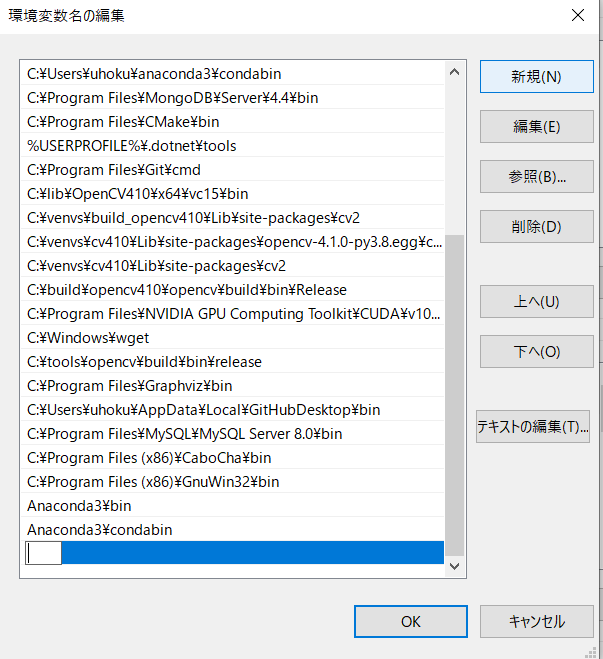 環境変数名の編集
C:¥Users¥uhoku¥anaconda3¥condabin
C:¥Program Files¥MongoDB¥Server¥4.4¥bin
C:¥Program Files¥CMake¥bin
%USERPROFILE%¥.dotnet¥tools
C:¥Program Files¥Git¥cmd
C:¥lib¥OpenCV410¥x64¥vc15¥bin
C:¥venvs¥build_opencv410¥Lib¥site-packages¥cv2
C:¥venvs¥cv410¥Lib¥site-packages¥opencv-4.1.0-py3.8.egg¥c...
C:¥venvs¥cv410¥Lib¥site-packages¥cv2
C:¥build¥opencv410¥opencv¥build¥bin¥Release
C:¥Program Files¥NVIDIA GPU Computing Toolkit¥CUDA¥v10...
C:¥Windows¥wget
C:¥tools¥opencv¥build¥bin¥release
C:¥Program Files¥Graphviz¥bin
C:¥Users¥uhoku¥AppData¥Local¥GitHubDesktop¥bin
C:¥Program Files¥MySQL¥MySQL Server 8.0¥bin
C:¥Program Files (x86)¥CaboCha¥bin
C:¥Program Files (x86)¥GnuWin32¥bin
Anaconda3¥bin
Anaconda3¥condabin
新規(N)
編集(E)
参照(B)...
削除(D)
上へ(U)
下へ(O)
テキストの編集(T)...
OK
キャンセル